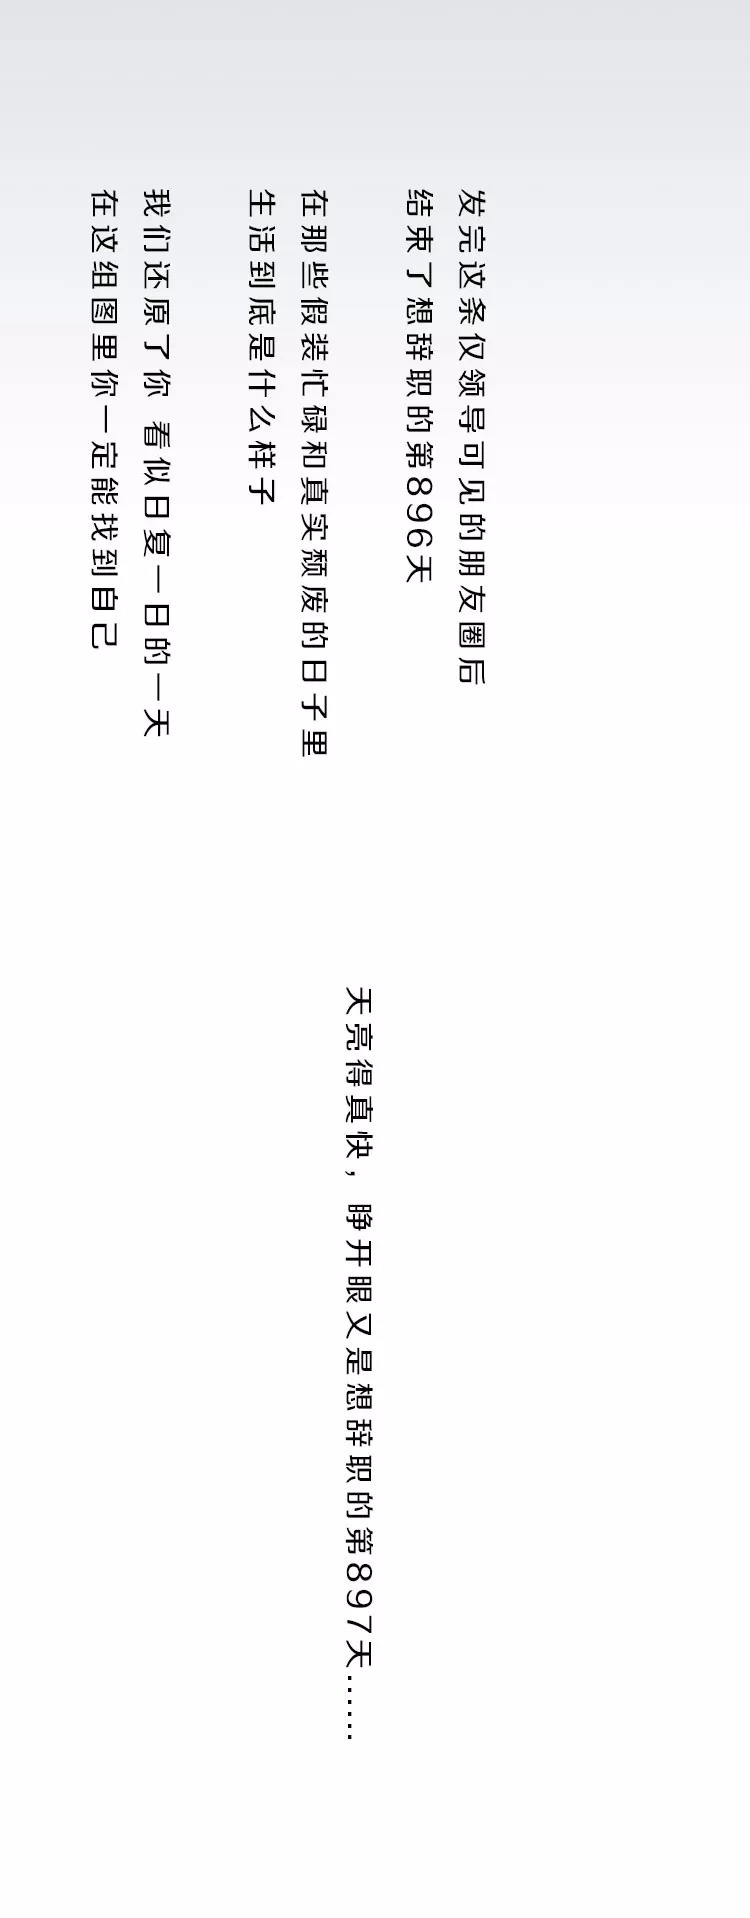 发完这条仅领导可见的朋友圈后
结束了想辞职的第896天
在那些假装忙碌和真实颓废的日子里
生活到底是什么样子
我们还原了你 看似日复一日的一天
在这组图里你一定能找到自己
天亮得真快，睁开眼又是想辞职的第897天......